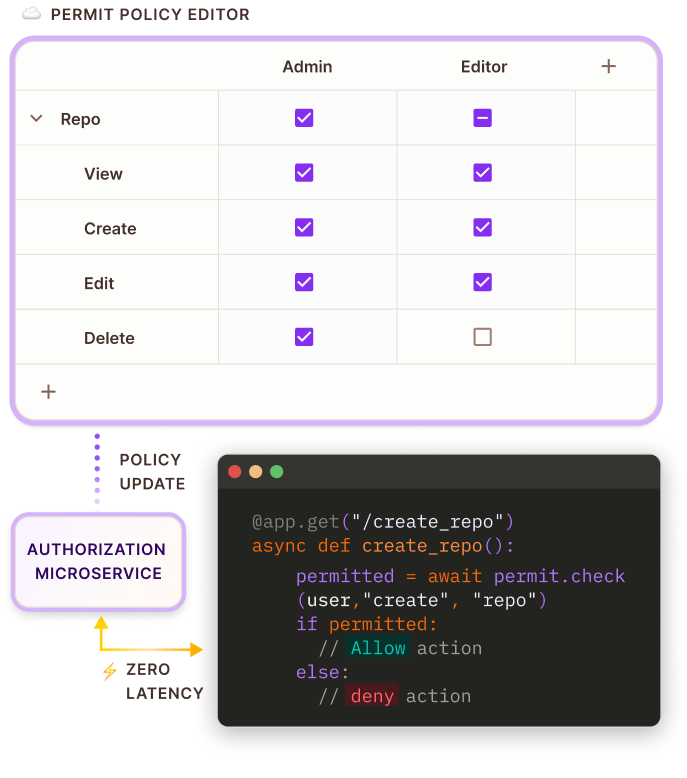 PERMIT POLICY EDITOR
Admin Editor +
Repo
View
Create
Edit
Delete
+
POLICY
UPDATE
AUTHORIZATION
MICROSERVICE
ZERO
LATENCY
@app.get("/create_repo")
async def create_repo():
permitted = await permit.check
(user,"create", "repo")
if permitted:
// Allow action
else:
// deny action